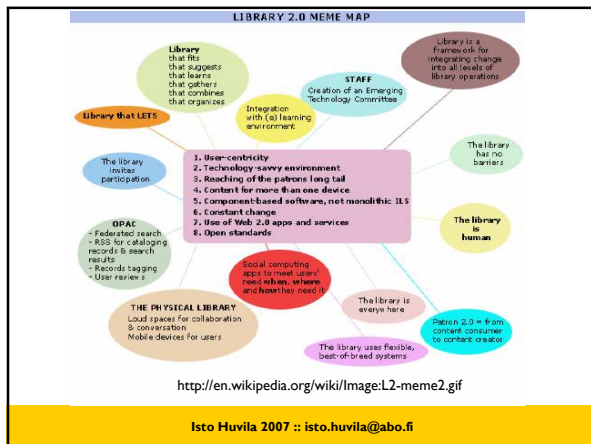 LIBRARY 2.0 MEME MAP
Library
that fits
that suggests
that learns
that gathers
that combines
that organizes
STAFF
Creation of an Emerging
Technology Committee
Library is a
framework for
integrating change
into all levels of
library operations
Library that LETS
Integration
with (e) learning
environment
The library
has no
barriers
The library
invites
participation
1. User-centricity
2. Technology-savvy environment
3. Reaching of the patrons long tail
4. Content for more than one device
5. Component-based software, not monolithic ILS
6. Constant change
7. Use of Web 2.0 apps and services
8. Open standards
The library
is
human
OPAC
- Federated search
- RSS for cataloging
records & search
results
- Records tagging
- User reviews
Social computing
apps to meet users'
need when, where
and how they need it
THE PHYSICAL LIBRARY
Loud spaces for collaboration
& conversation
Mobile devices for users
The library is
everywhere
Patron 2.0 = from
content consumer
to content creator
The library uses flexible,
best-of-breed systems
http://en.wikipedia.org/wiki/Image:L2-meme2.gif
Isto Huvila 2007 :: isto.huvila@abo.fi